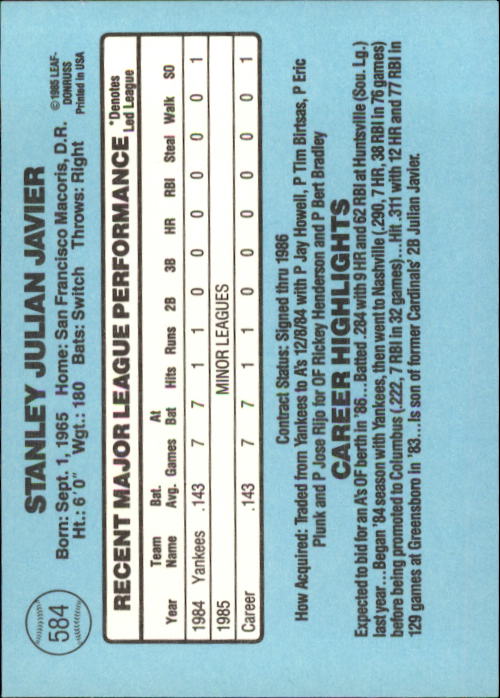 584
STANLEY JULIAN JAVIER
©1985 LEAF-
DONRUSS
Printed in USA
Born: Sept. 1, 1965 Home: San Francisco Macoris, D.R.
Ht.: 6´0˝ Wgt.: 180 Bats: Switch Throws: Right
RECENT MAJOR LEAGUE PERFORMANCE
*Denotes
Led League
Year Team Name Bat. Avg. Games At Bat Hits Runs 2B 3B HR RBI Steal Walk SO
1984 Yankees .143 7 7 1 1 0 0 0 0 0 0 1
1985 MINOR LEAGUES
Career .143 7 7 1 1 0 0 0 0 0 0 1
Contract Status: Signed thru 1986
How Acquired: Traded from Yankees to A's 12/8/84 with P Jay Howell, P Tim Birtsas, P Eric
Plunk and P Jose Rijo for OF Rickey Henderson and P Bert Bradley
CAREER HIGHLIGHTS
Expected to bid for an A's OF berth in '86...Batted .284 with 9 HR and 62 RBI at Huntsville (Sou. Lg.)
last year...Began '84 season with Yankees, then went to Nashville (.290, 7 HR, 38 RBI in 76 games)
before being promoted to Columbus (.222, 7 RBI in 32 games)...Hit .311 with 12 HR and 77 RBI in
129 games at Greensboro in '83...Is son of former Cardinals' 2B Julian Javier.